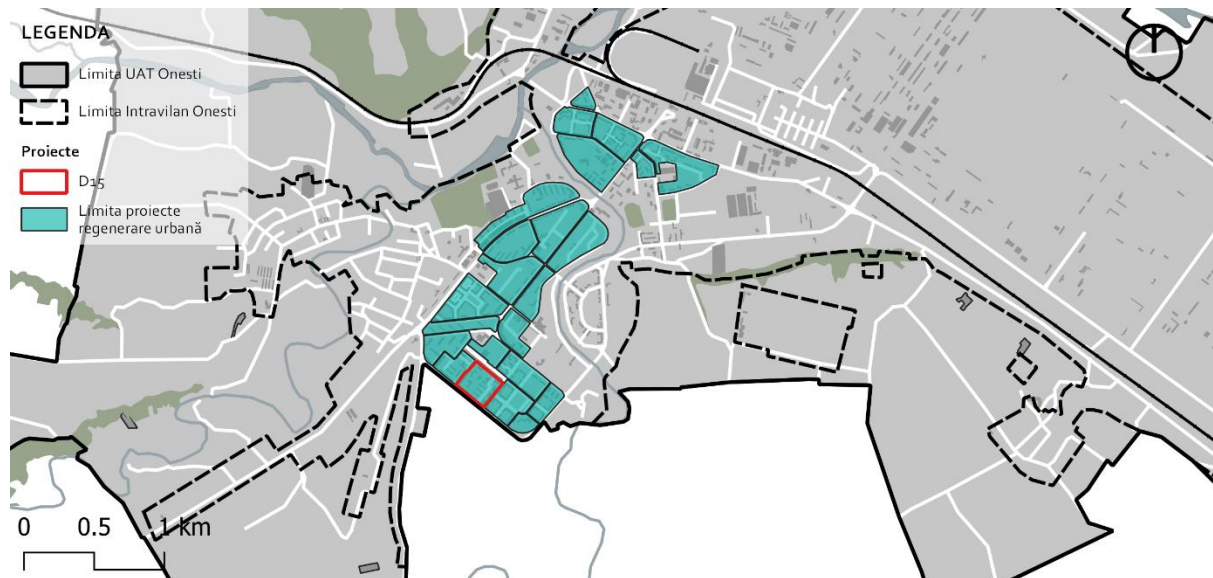 LEGENDA
Limita UAT Onesti
Limita Intravilan Onesti
Proiecte
D15
Limita proiecte
regenerare urbană
0 0.5 1 km